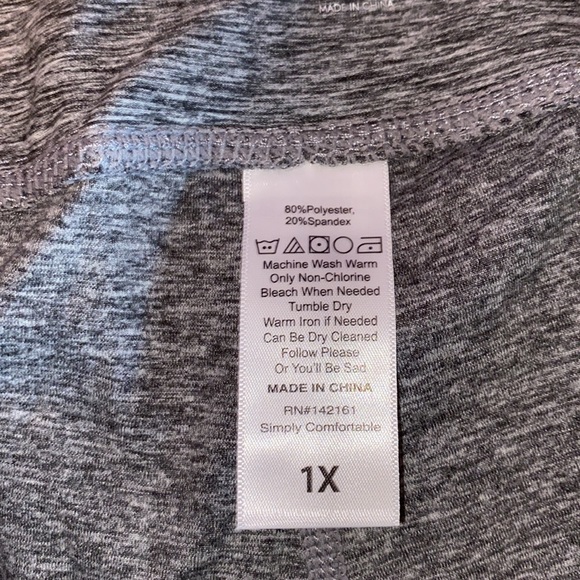 MADE IN CHINA
80%Polyester,
20%Spandex
Machine Wash Warm
Only Non-Chlorine
Bleach When Needed
Tumble Dry
Warm Iron if Needed
Can Be Dry Cleaned
Follow Please
Or You'll Be Sad
MADE IN CHINA
RN#142161
Simply Comfortable
1X